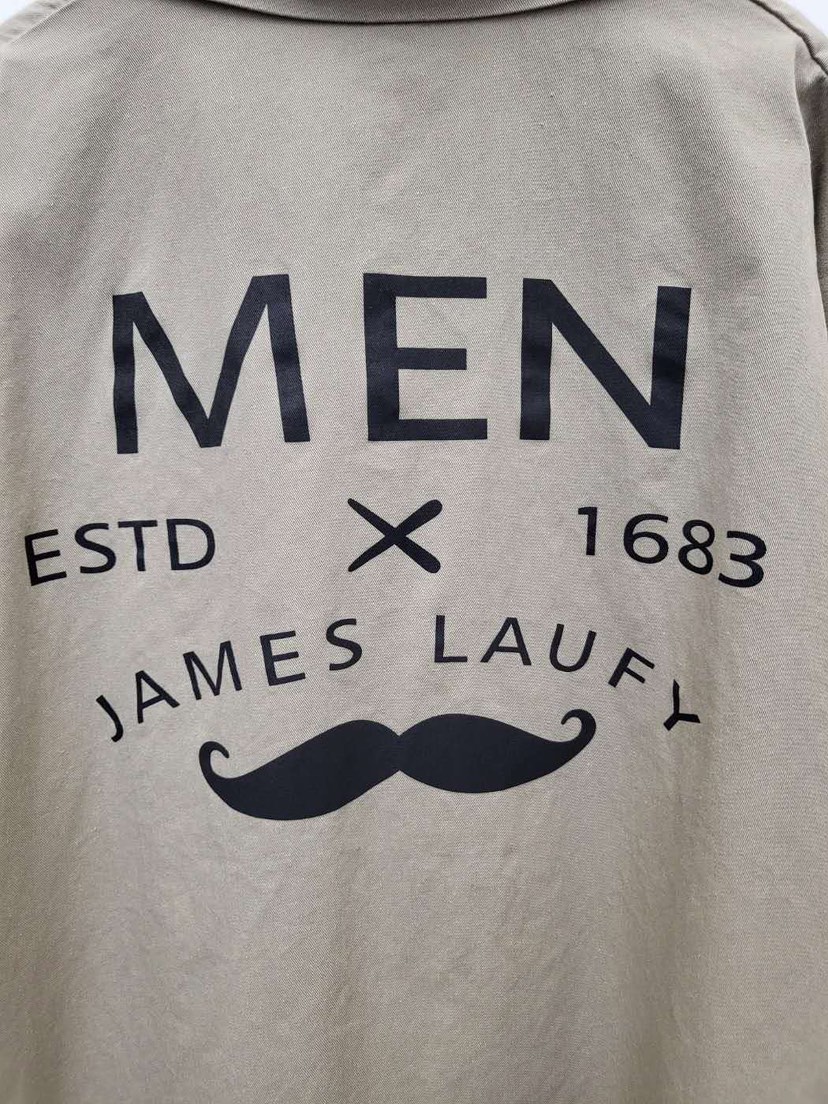 MEN
ESTD 1683
JAMES LAUFY